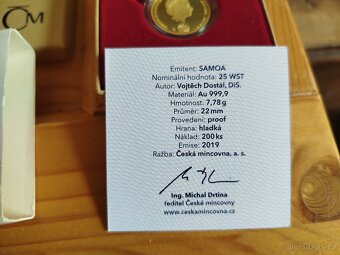 ČM
Emitent: SAMOA
Nominální hodnota: 25 WST
Autor: Vojtěch Dostál, DiS.
Materiál: Au 999,9
Hmotnost: 7,78 g
Průměr: 22 mm
Provedení: proof
Hrana: hladká
Náklad: 200 ks
Emise: 2019
Ražba: Česká mincovna, a. s.
Ing. Michal Drtina
ředitel České mincovny
www.ceskamincovna.cz